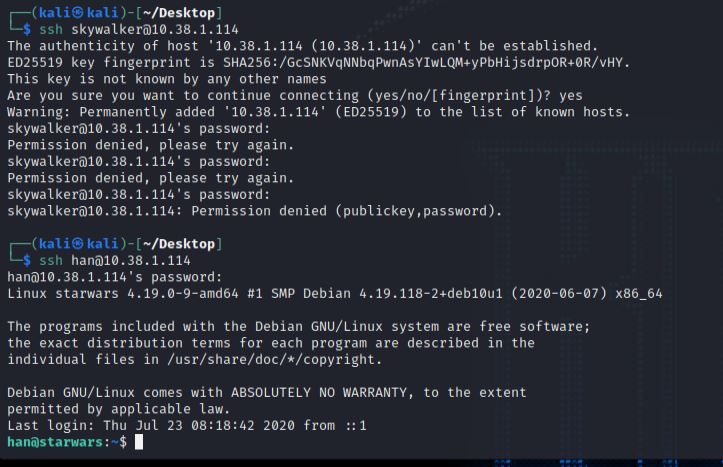 ┌──(kali㉿kali)-[~/Desktop]
└─$ ssh skywalker@10.38.1.114
The authenticity of host '10.38.1.114 (10.38.1.114)' can't be established.
ED25519 key fingerprint is SHA256:/GcSNKVqNNbqPwnAsYIwLQM+yPbHijsdrpOR+0R/vHY.
This key is not known by any other names
Are you sure you want to continue connecting (yes/no/[fingerprint])? yes
Warning: Permanently added '10.38.1.114' (ED25519) to the list of known hosts.
skywalker@10.38.1.114's password:
Permission denied, please try again.
skywalker@10.38.1.114's password:
Permission denied, please try again.
skywalker@10.38.1.114's password:
skywalker@10.38.1.114: Permission denied (publickey,password).
┌──(kali㉿kali)-[~/Desktop]
└─$ ssh han@10.38.1.114
han@10.38.1.114's password:
Linux starwars 4.19.0-9-amd64 #1 SMP Debian 4.19.118-2+deb10u1 (2020-06-07) x86_64
The programs included with the Debian GNU/Linux system are free software;
the exact distribution terms for each program are described in the
individual files in /usr/share/doc/*/copyright.
Debian GNU/Linux comes with ABSOLUTELY NO WARRANTY, to the extent
permitted by applicable law.
Last login: Thu Jul 23 08:18:42 2020 from ::1
han@starwars:~$